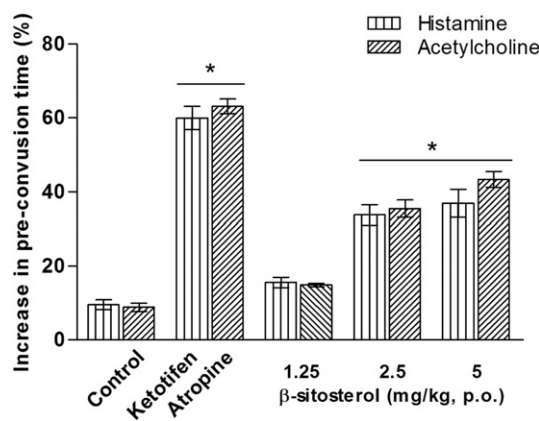 Histamine
Acetylcholine
Increase in pre-convusion time (%)
80
60
40
20
0
*
*
Control
Ketotifen
Atropine
1.25
2.5
5
β-sitosterol (mg/kg, p.o.)